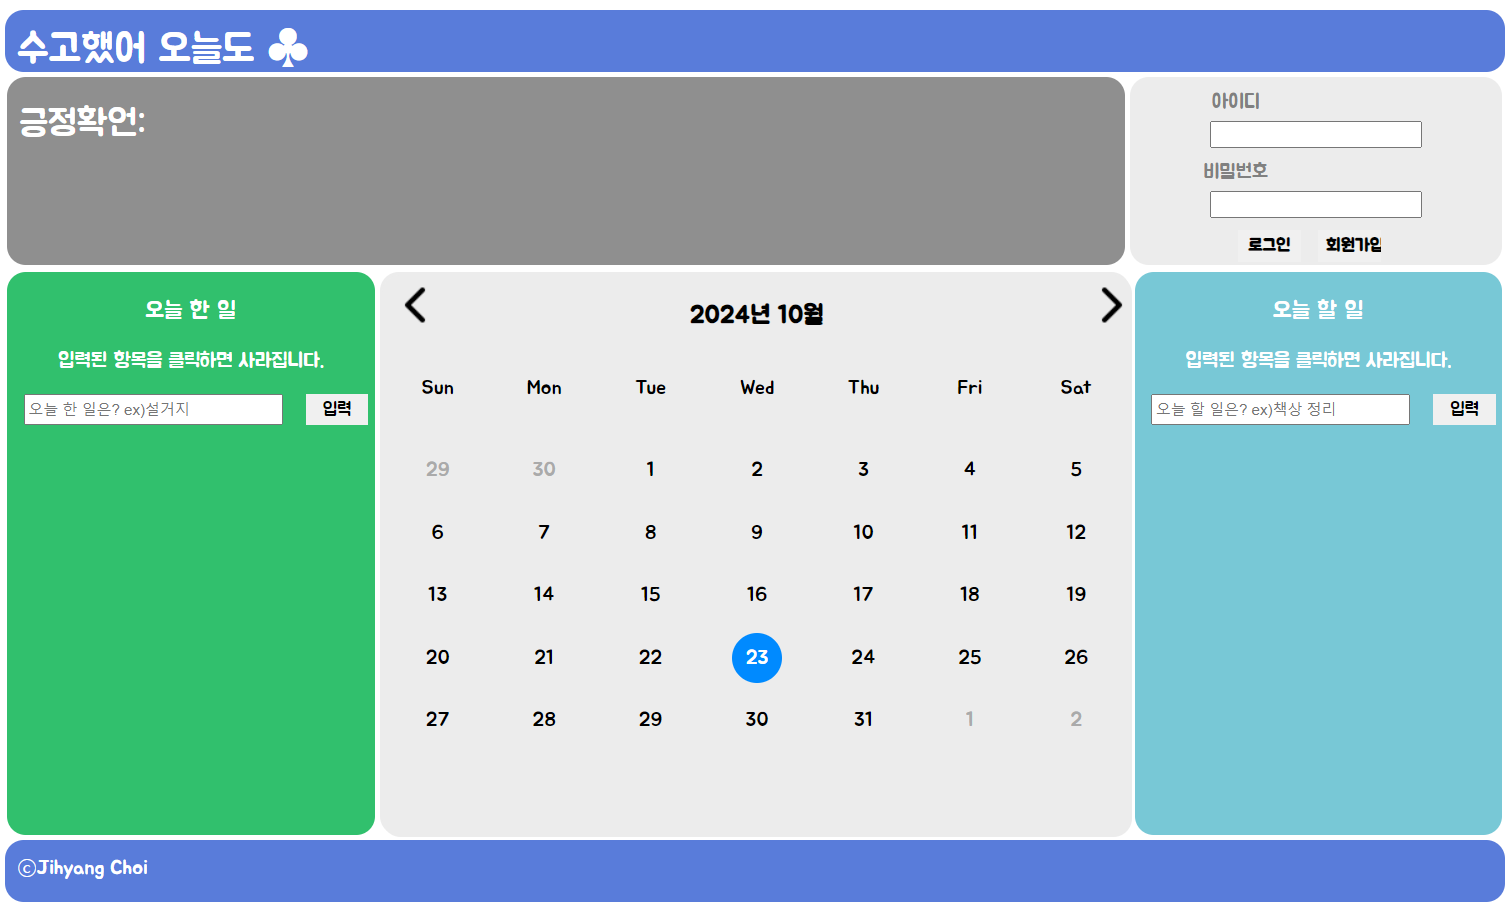 수고했어 오늘도 ♣
긍정확언:
아이디
비밀번호
로그인 회원가입
오늘 한 일
입력된 항목을 클릭하면 사라집니다.
오늘 한 일은? ex)설거지 입력
2024년 10월
Sun Mon Tue Wed Thu Fri Sat
29 30 1 2 3 4 5
6 7 8 9 10 11 12
13 14 15 16 17 18 19
20 21 22 23 24 25 26
27 28 29 30 31 1 2
오늘 할 일
입력된 항목을 클릭하면 사라집니다.
오늘 할 일은? ex)책상 정리 입력
ⓒJihyang Choi